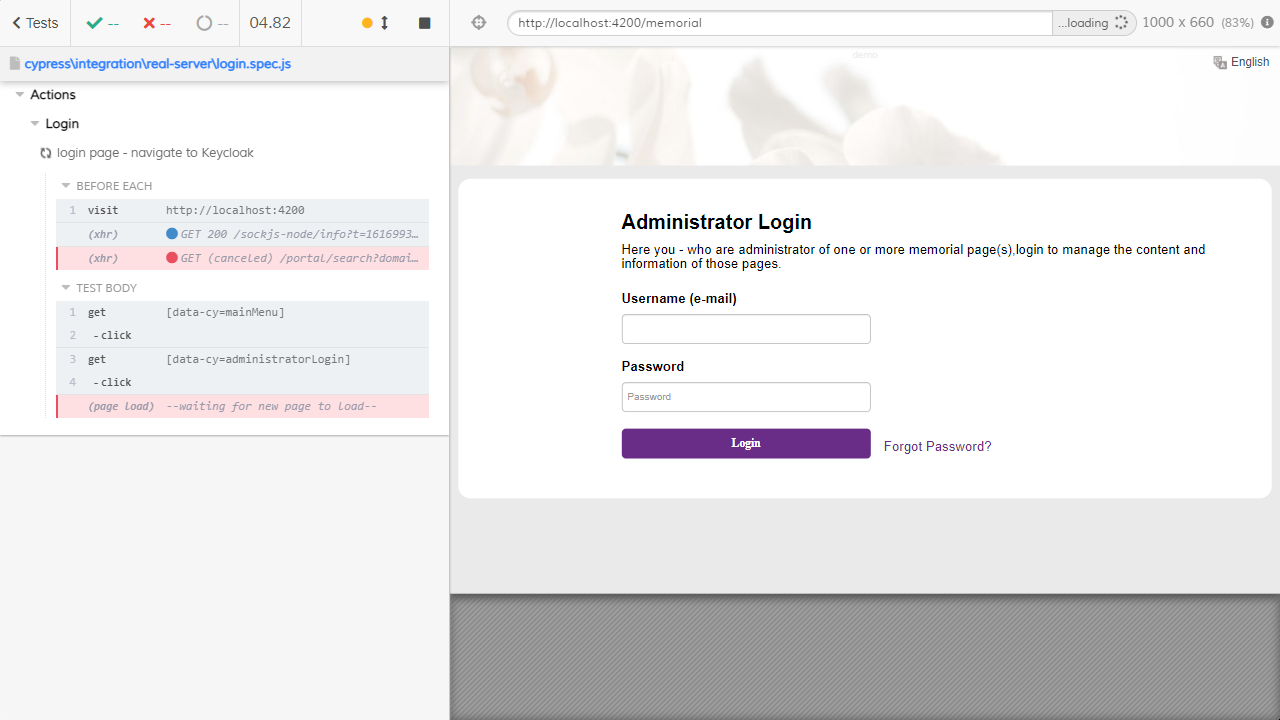 Tests -- -- -- 04.82
http://localhost:4200/memorial ...loading 1000 x 660 (83%)
cypress\integration\real-server\login.spec.js
Actions
Login
login page - navigate to Keycloak
BEFORE EACH
1 visit http://localhost:4200
(xhr) GET 200 /sockjs-node/info?t=1616993…
(xhr) GET (canceled) /portal/search?domai…
TEST BODY
1 get [data-cy=mainMenu]
2 -click
3 get [data-cy=administratorLogin]
4 -click
(page load) --waiting for new page to load--
demo
English
Administrator Login
Here you - who are administrator of one or more memorial page(s),login to manage the content and
information of those pages.
Username (e-mail)
Password
Password
Login Forgot Password?